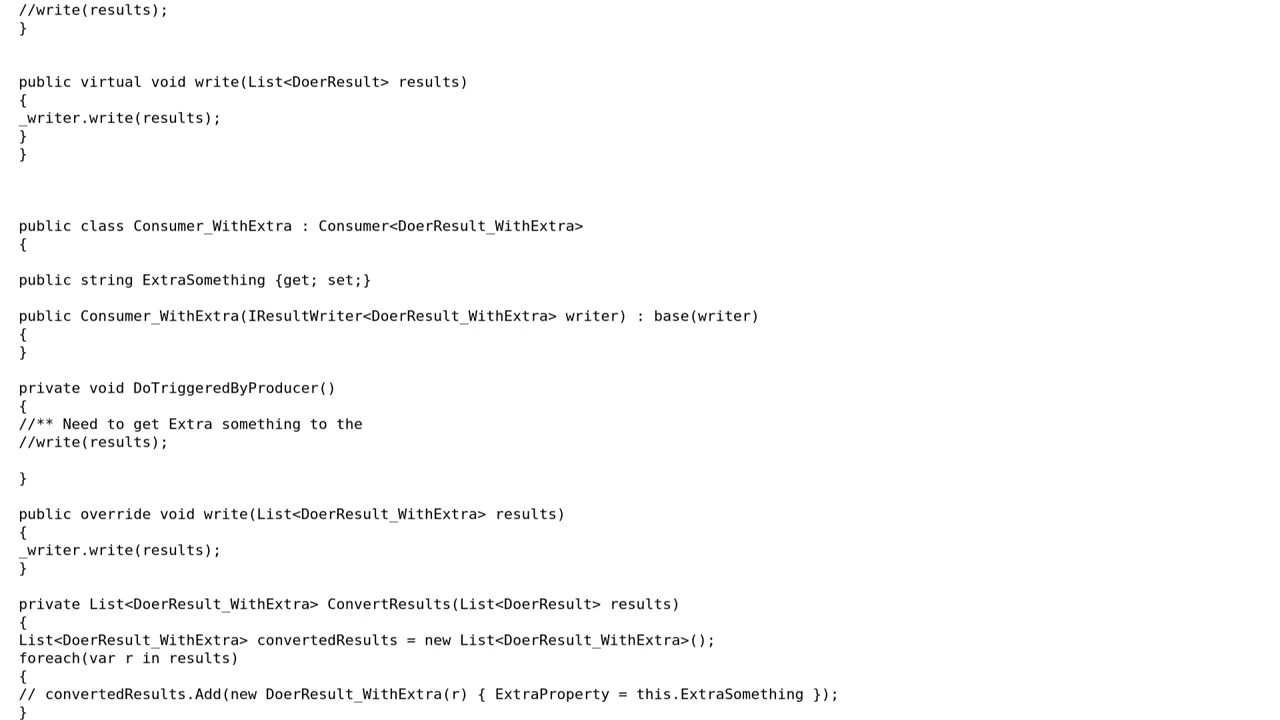 //write(results);
}
public virtual void write(List<DoerResult> results)
{
_writer.write(results);
}
}
public class Consumer_WithExtra : Consumer<DoerResult_WithExtra>
{
public string ExtraSomething {get; set;}
public Consumer_WithExtra(IResultWriter<DoerResult_WithExtra> writer) : base(writer)
{
}
private void DoTriggeredByProducer()
{
//** Need to get Extra something to the
//write(results);
}
public override void write(List<DoerResult_WithExtra> results)
{
_writer.write(results);
}
private List<DoerResult_WithExtra> ConvertResults(List<DoerResult> results)
{
List<DoerResult_WithExtra> convertedResults = new List<DoerResult_WithExtra>();
foreach(var r in results)
{
// convertedResults.Add(new DoerResult_WithExtra(r) { ExtraProperty = this.ExtraSomething });
}